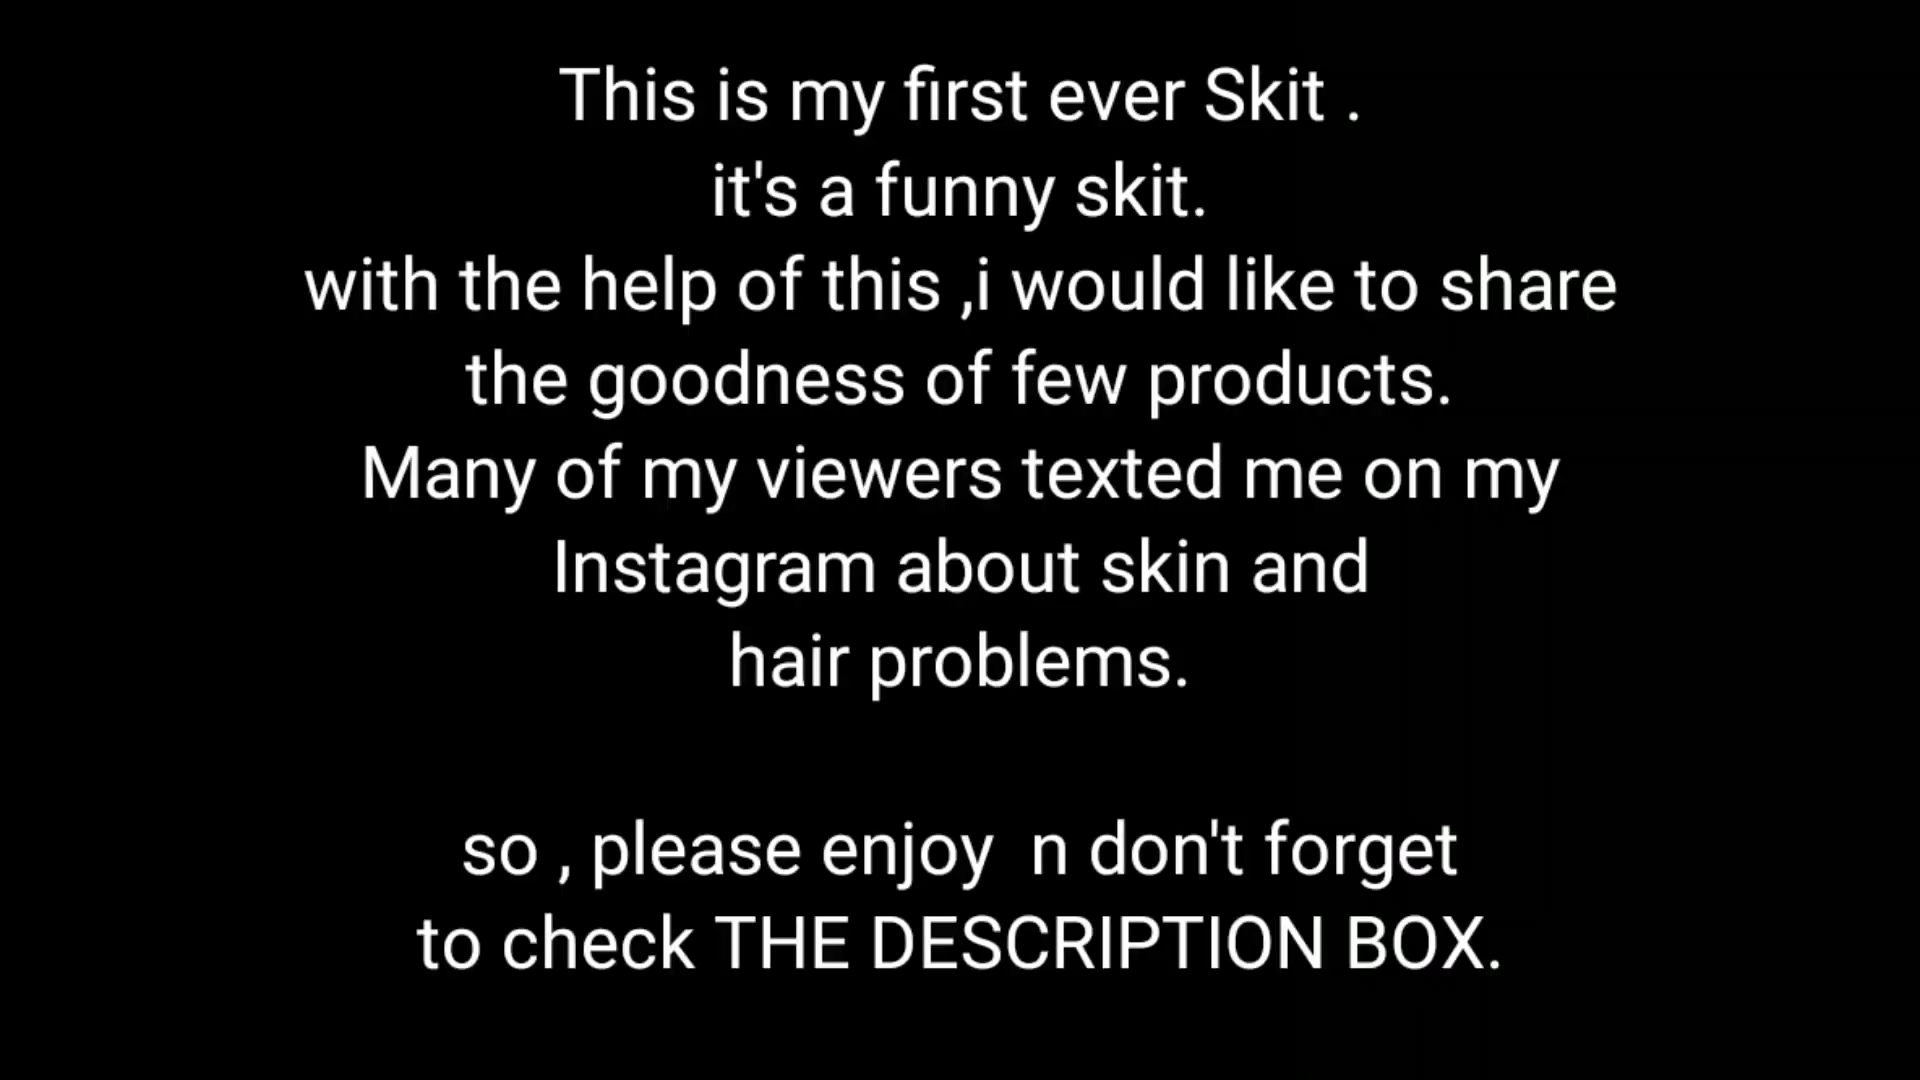 This is my first ever Skit .
it's a funny skit.
with the help of this ,i would like to share
the goodness of few products.
Many of my viewers texted me on my
Instagram about skin and
hair problems.
so , please enjoy  n don't forget
to check THE DESCRIPTION BOX.